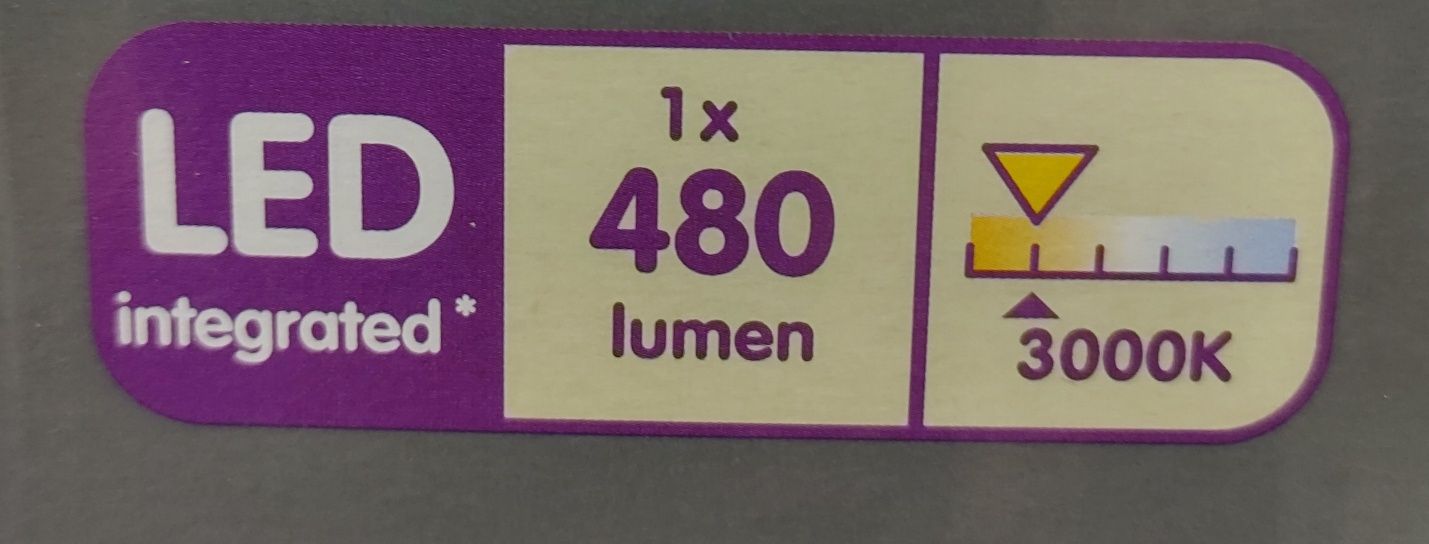 LED
integrated*
1x
480
lumen
3000K